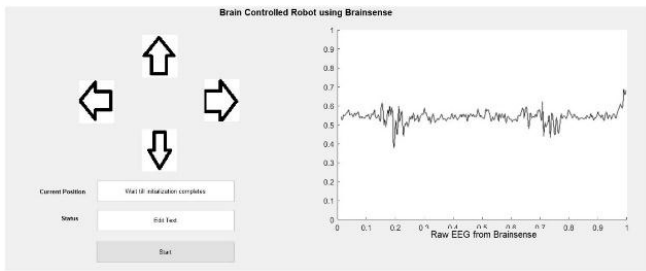 Brain Controlled Robot using Brainsense
Current Position
Wait till initialization completes
Status
Edit Text
Start
1
0.9
0.8
0.7
0.6
0.5
0.4
0.3
0.2
0.1
0
0 0.1 0.2 0.3 0.4 0.5 0.6 0.7 0.8 0.9 1
Raw EEG from Brainsense